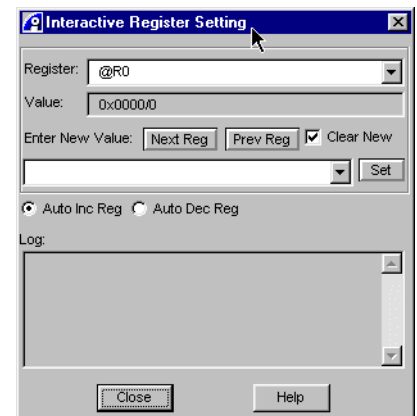 Interactive Register Setting
Register: @R0
Value: 0x0000/0
Enter New Value: Next Reg Prev Reg Clear New
Set
Auto Inc Reg Auto Dec Reg
Log:
Close Help